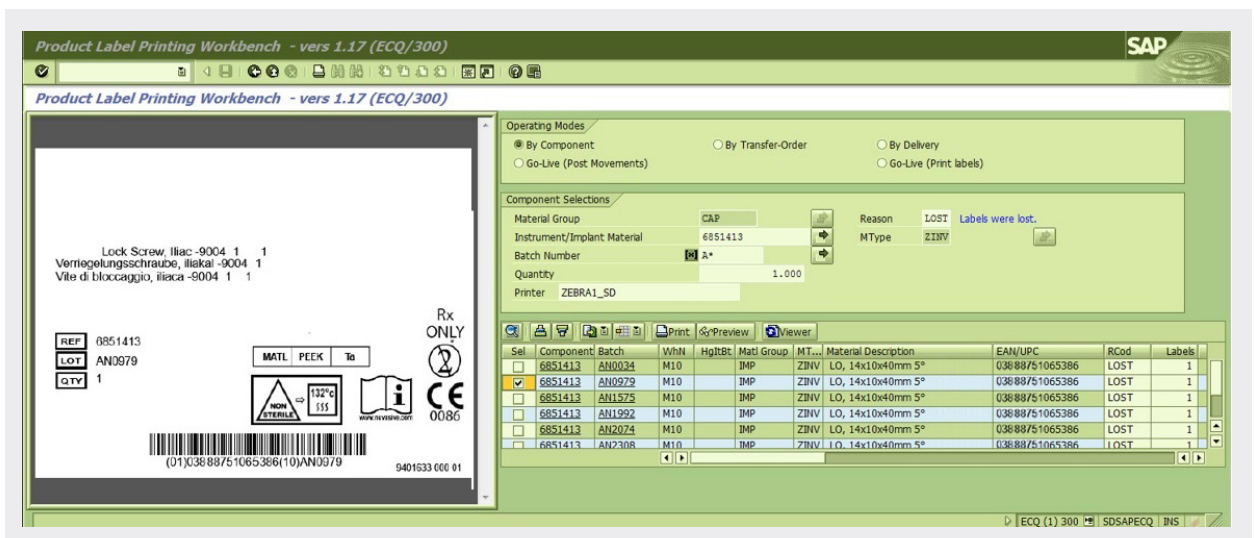 Product Label Printing Workbench - vers 1.17 (ECQ/300)
SAP
Product Label Printing Workbench - vers 1.17 (ECQ/300)
Lock Screw, Iliac -9004 1 1
Verriegelungsschraube, iliakal -9004 1
Vite di bloccaggio, iliaca -9004 1 1
Rx
ONLY
REF 6851413
LOT AN0979
QTY 1
MATL PEEK Ta
2
NON
STERILE
132°c
i
www.nuvasive.com
0086
(01)03888751065386(10)AN0979
9401633 000 01
Operating Modes
By Component By Transfer-Order By Delivery
Go-Live (Post Movements) Go-Live (Print labels)
Component Selections
Material Group CAP Reason LOST Labels were lost.
Instrument/Implant Material 6851413 MType ZINV
Batch Number A*
Quantity 1.000
Printer ZEBRA1_SD
Print Preview Viewer
Sel Component Batch WhN HgItBt Matl Group MT... Material Description EAN/UPC RCod Labels
6851413 AN0034 M10 IMP ZINV LO, 14x10x40mm 5° 03888751065386 LOST 1
6851413 AN0979 M10 IMP ZINV LO, 14x10x40mm 5° 03888751065386 LOST 1
6851413 AN1575 M10 IMP ZINV LO, 14x10x40mm 5° 03888751065386 LOST 1
6851413 AN1992 M10 IMP ZINV LO, 14x10x40mm 5° 03888751065386 LOST 1
6851413 AN2074 M10 IMP ZINV LO, 14x10x40mm 5° 03888751065386 LOST 1
6851413 AN2308 M10 IMP ZINV LO, 14x10x40mm 5° 03888751065386 LOST 1
ECQ (1) 300 SDSAPECQ INS